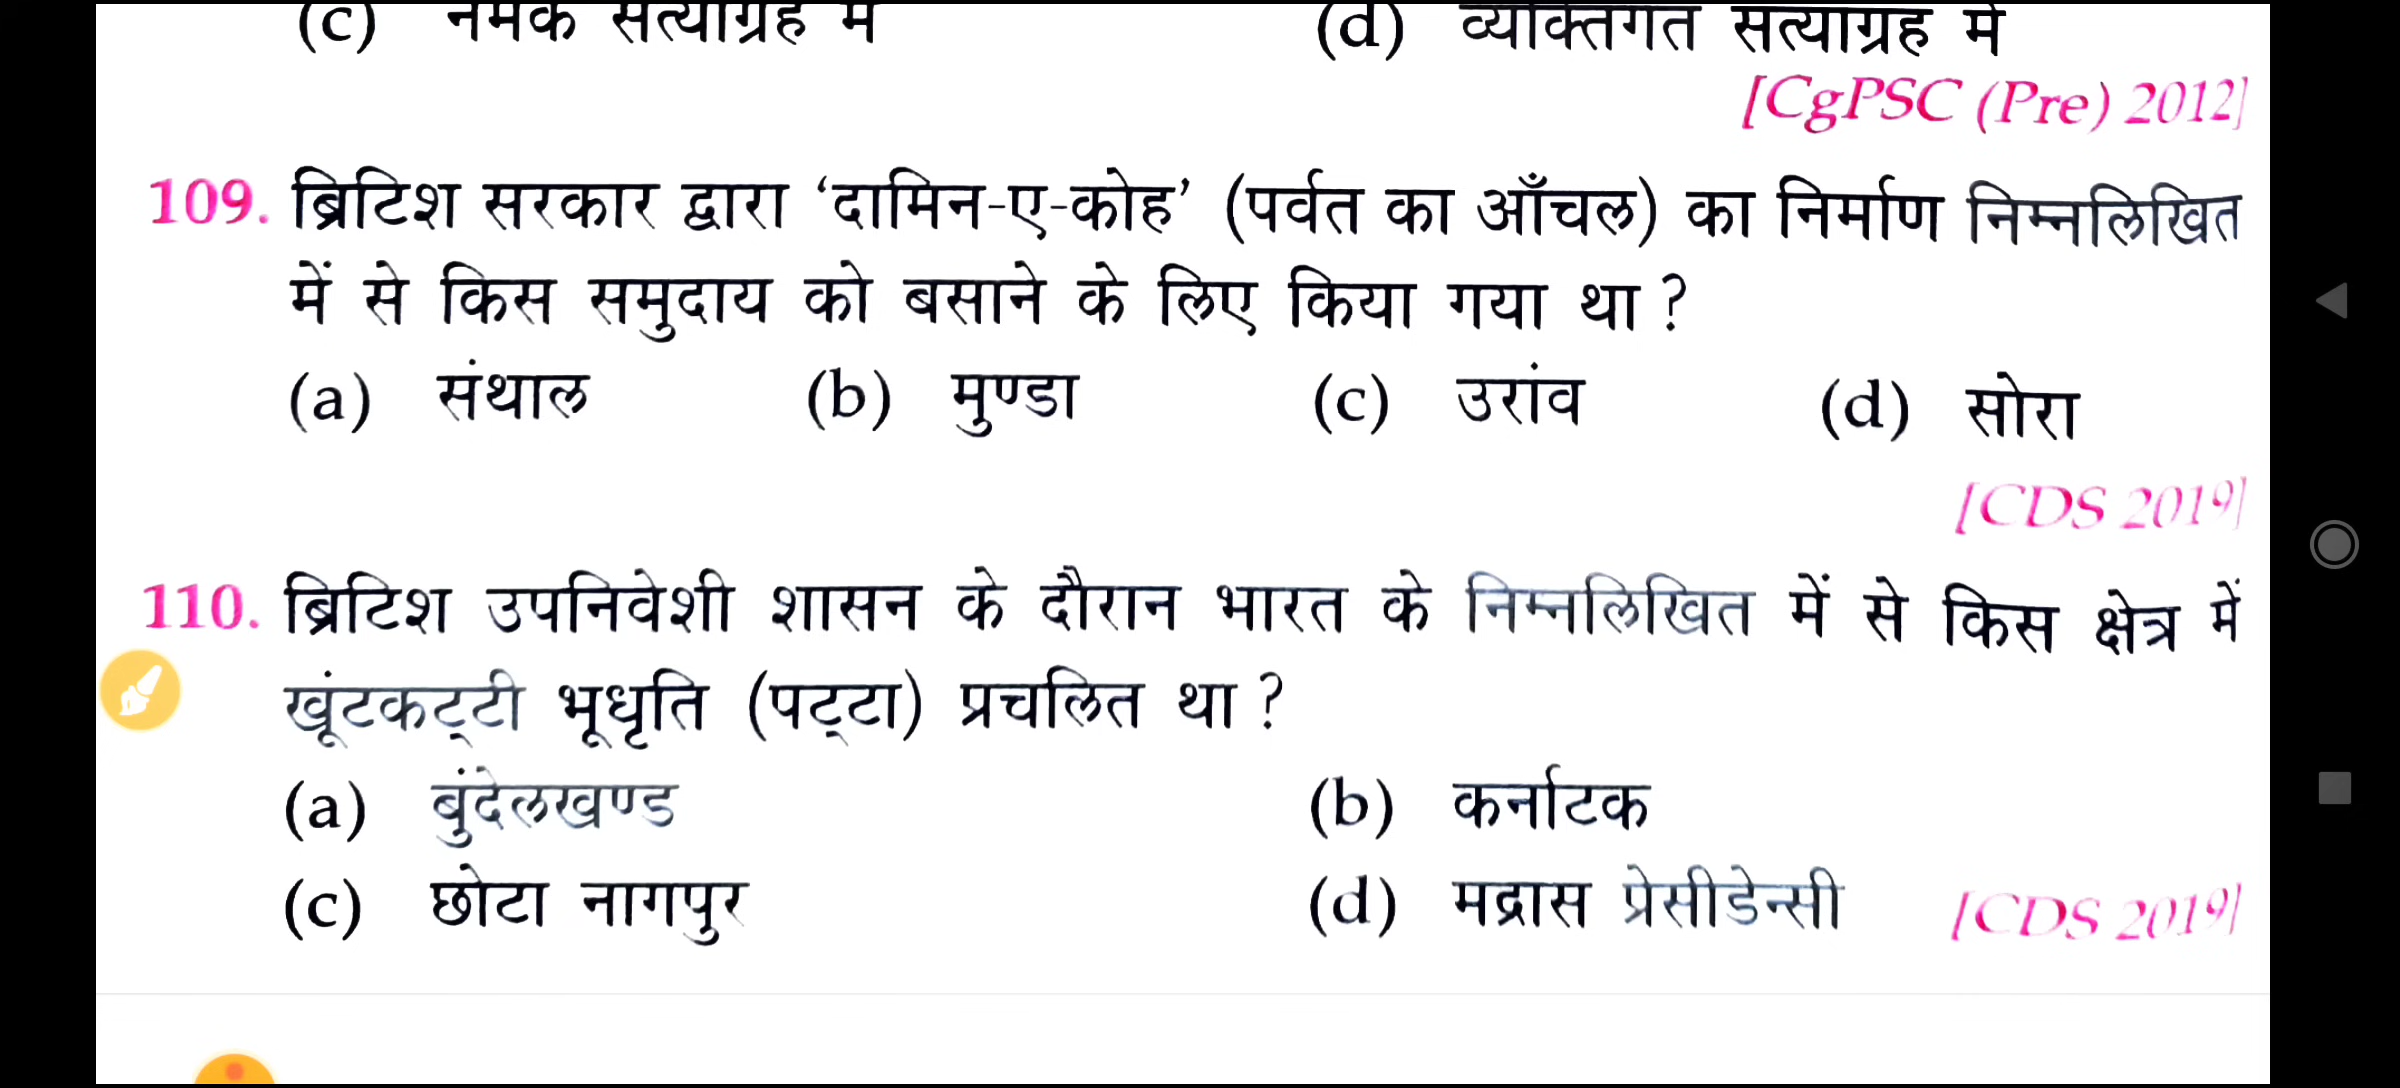 (c) नमक सत्याग्रह में (d) व्यक्तिगत सत्याग्रह में
[CgPSC (Pre) 2012]
109. ब्रिटिश सरकार द्वारा ‘दामिन-ए-कोह’ (पर्वत का आँचल) का निर्माण निम्नलिखित
में से किस समुदाय को बसाने के लिए किया गया था ?
(a) संथाल (b) मुण्डा (c) उरांव (d) सोरा
[CDS 2019]
110. ब्रिटिश उपनिवेशी शासन के दौरान भारत के निम्नलिखित में से किस क्षेत्र में
खूंटकट्टी भूधृति (पट्टा) प्रचलित था ?
(a) बुंदेलखण्ड (b) कर्नाटक
(c) छोटा नागपुर (d) मद्रास प्रेसीडेन्सी [CDS 2019]